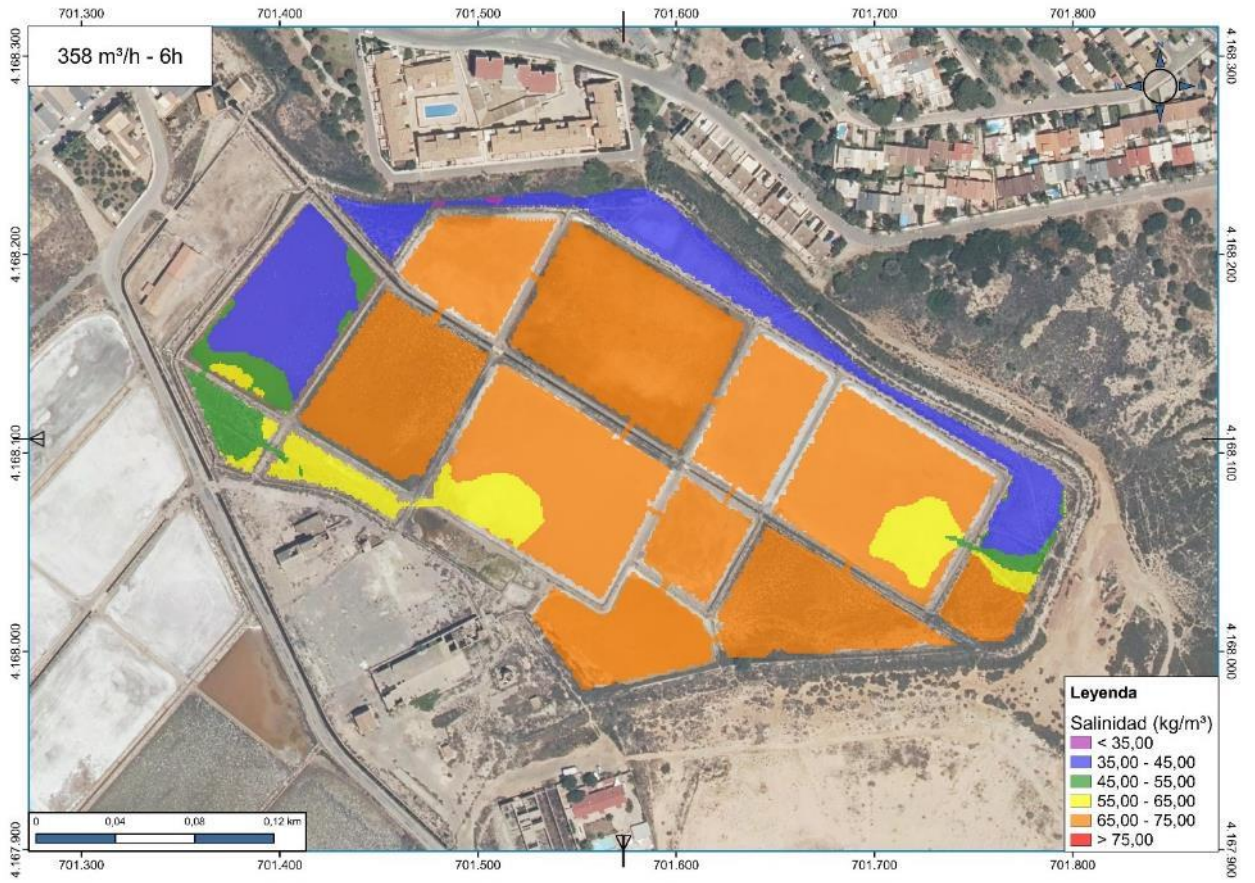 701.300 701.400 701.500 701.600 701.700 701.800
358 m³/h - 6h
4.168.300 4.168.300
4.168.200 4.168.200
4.168.100 4.168.100
4.168.000 4.168.000
4.167.900 4.167.900
Leyenda
Salinidad (kg/m³)
< 35,00
35,00 - 45,00
45,00 - 55,00
55,00 - 65,00
65,00 - 75,00
> 75,00
0 0,04 0,08 0,12 km
701.300 701.400 701.500 701.600 701.700 701.800